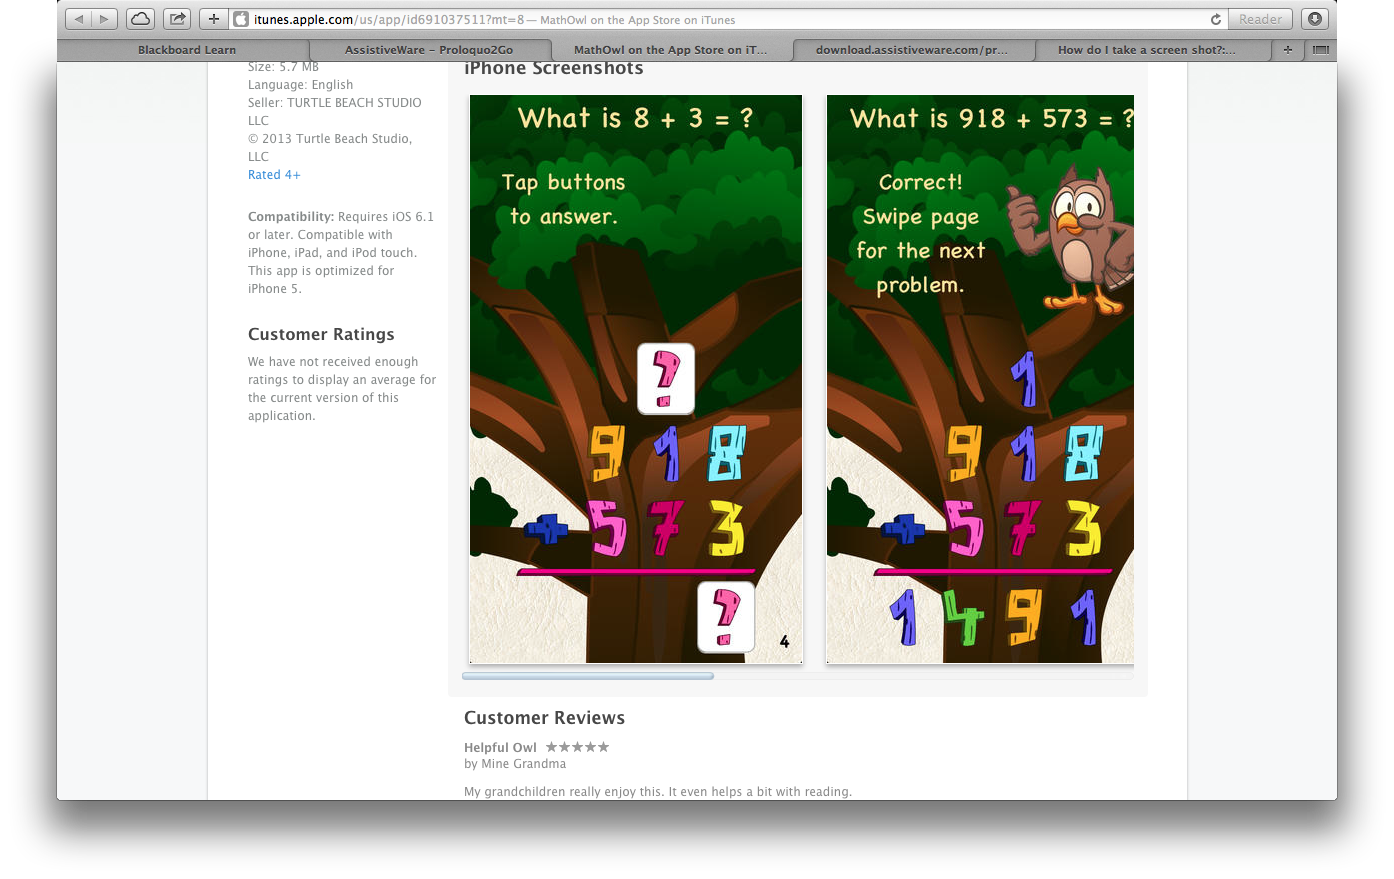 itunes.apple.com/us/app/id691037511?mt=8 — MathOwl on the App Store on iTunes
Reader
Blackboard Learn
AssistiveWare – Proloquo2Go
MathOwl on the App Store on iT...
download.assistiveware.com/pr...
How do I take a screen shot?:...
Size: 5.7 MB
Language: English
Seller: TURTLE BEACH STUDIO
LLC
© 2013 Turtle Beach Studio,
LLC
Rated 4+
Compatibility: Requires iOS 6.1
or later. Compatible with
iPhone, iPad, and iPod touch.
This app is optimized for
iPhone 5.
Customer Ratings
We have not received enough
ratings to display an average for
the current version of this
application.
iPhone Screenshots
What is 8 + 3 = ?
Tap buttons
to answer.
?
9 1 8
+ 5 7 3
?
4
What is 918 + 573 = ?
Correct!
Swipe page
for the next
problem.
1
9 1 8
+ 5 7 3
1 4 9 1
Customer Reviews
Helpful Owl ★★★★★
by Mine Grandma
My grandchildren really enjoy this. It even helps a bit with reading.